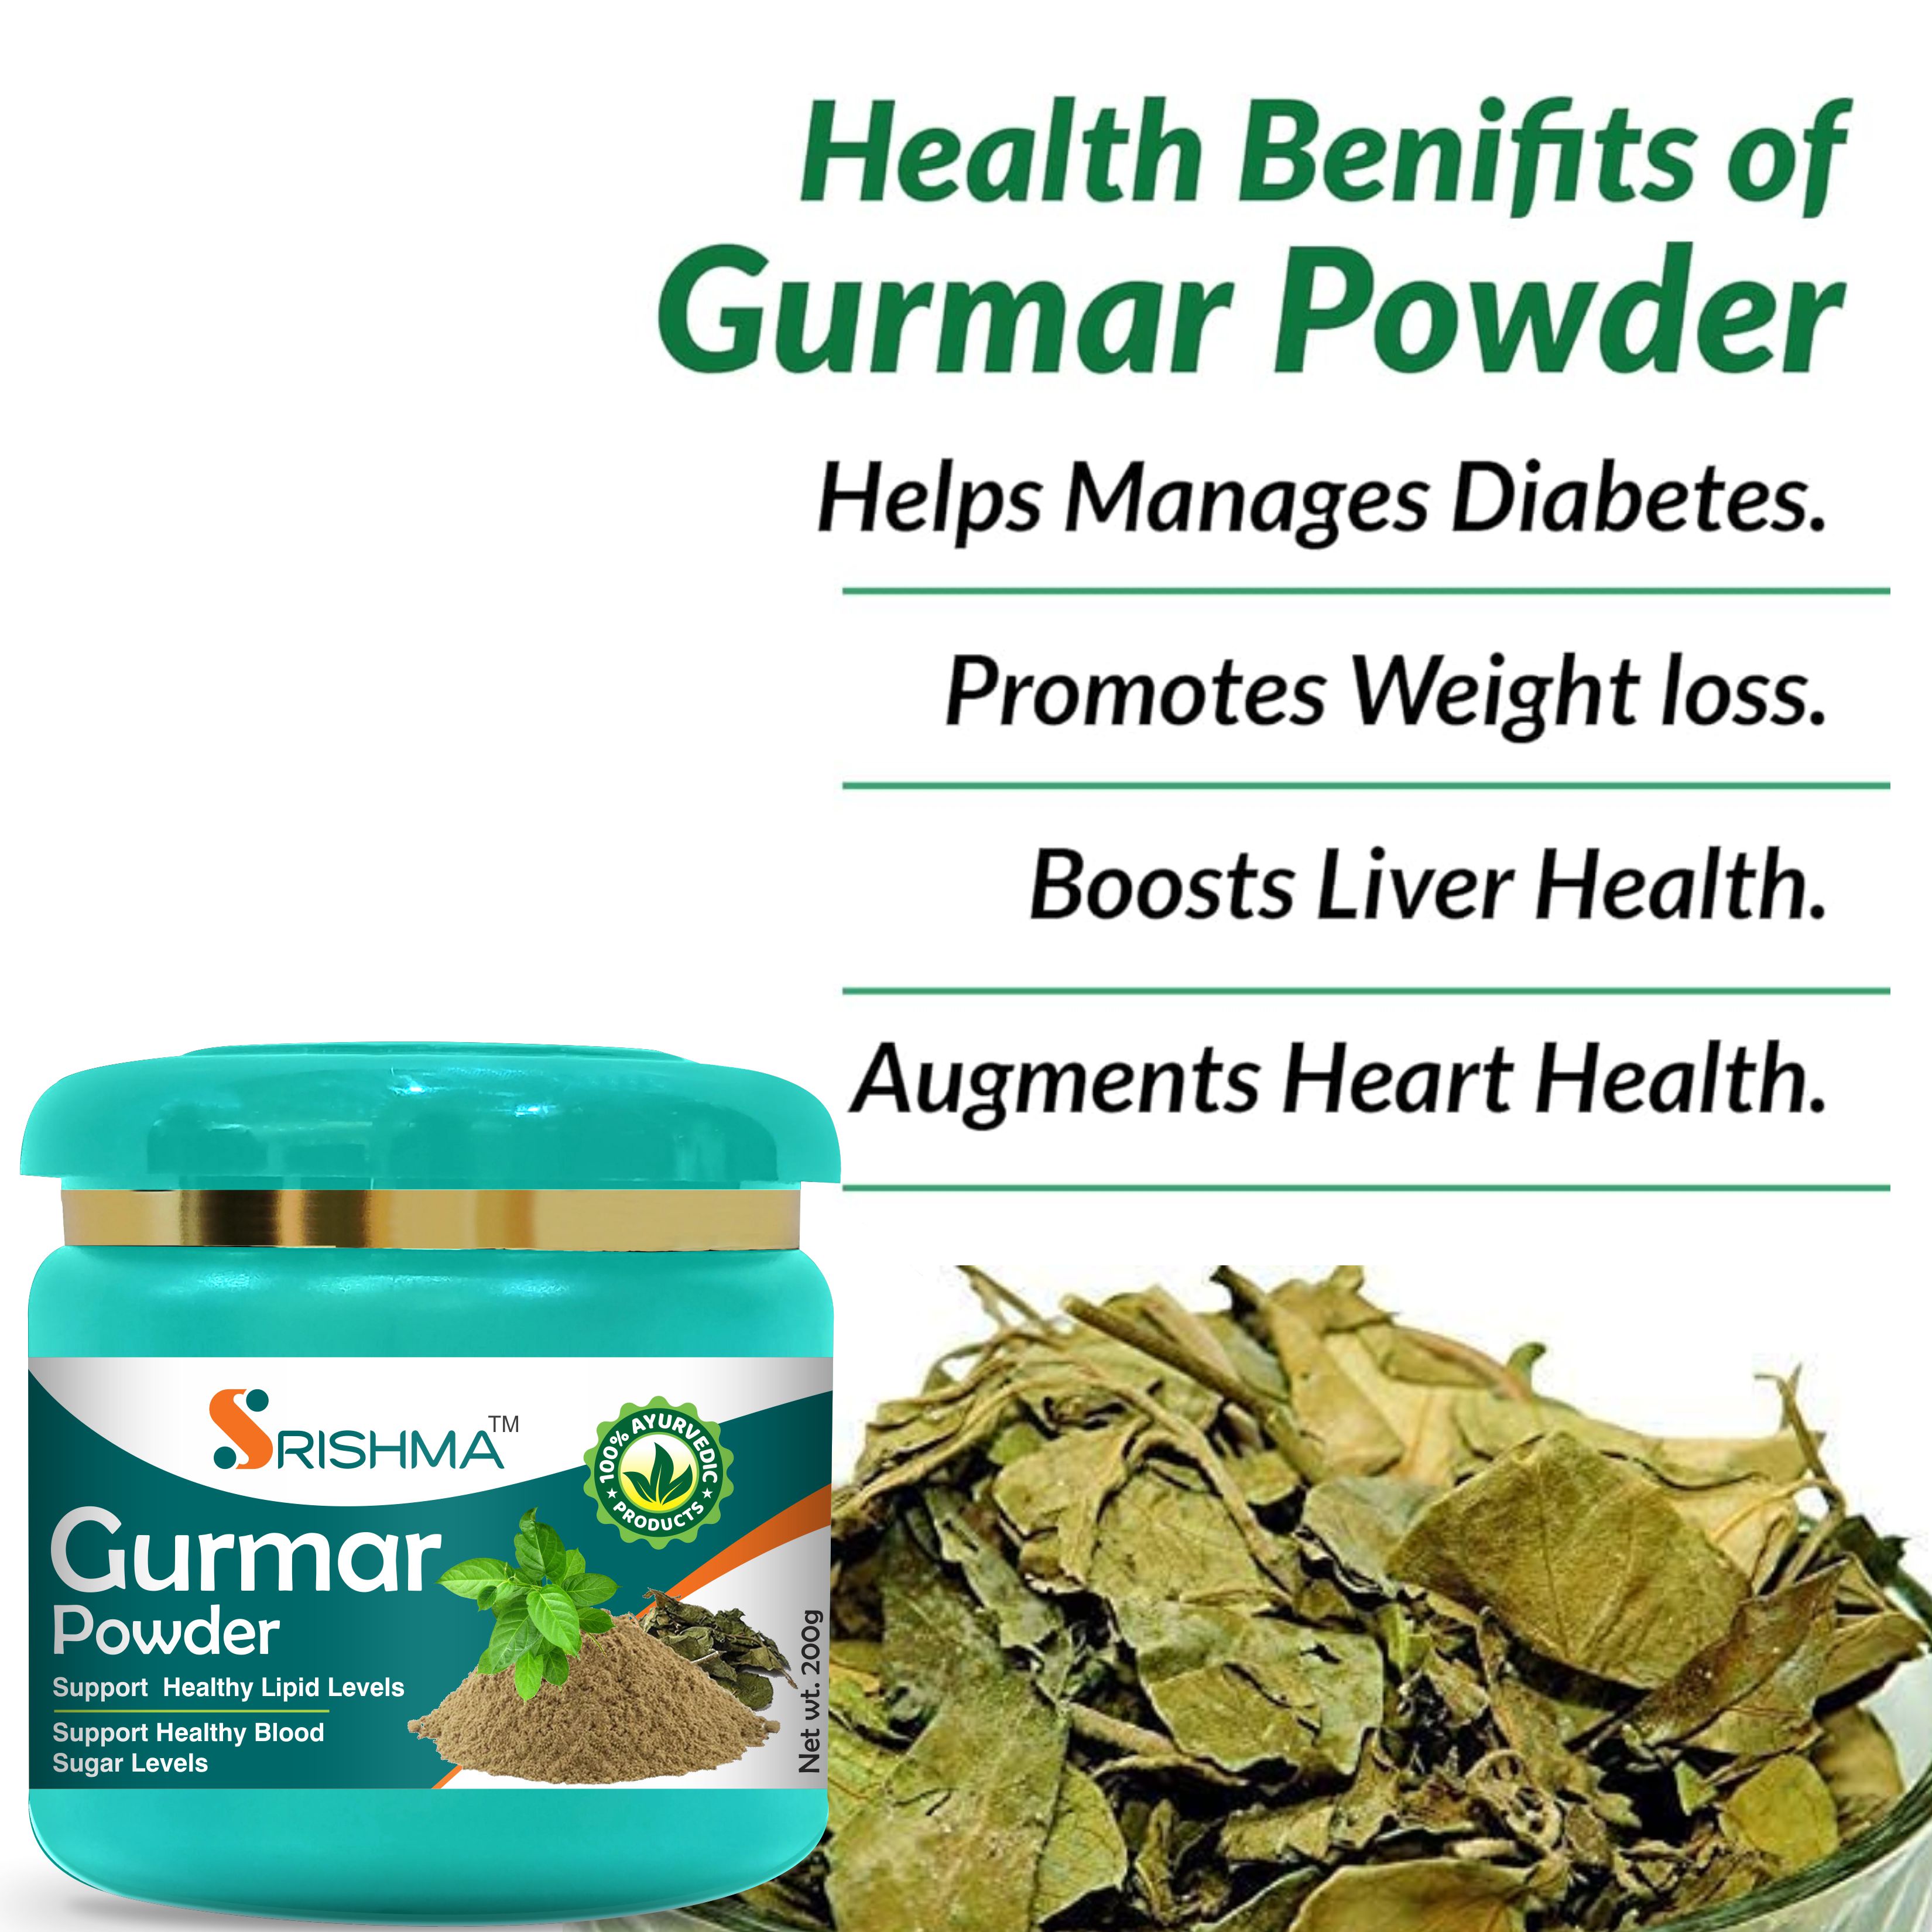 Health Benifits of
Gurmar Powder
Helps Manages Diabetes.
Promotes Weight loss.
Boosts Liver Health.
Augments Heart Health.
SRISHMA™
100% AYURVEDIC
PRODUCTS
Gurmar
Powder
Support Healthy Lipid Levels
Support Healthy Blood
Sugar Levels
Net wt. 200g